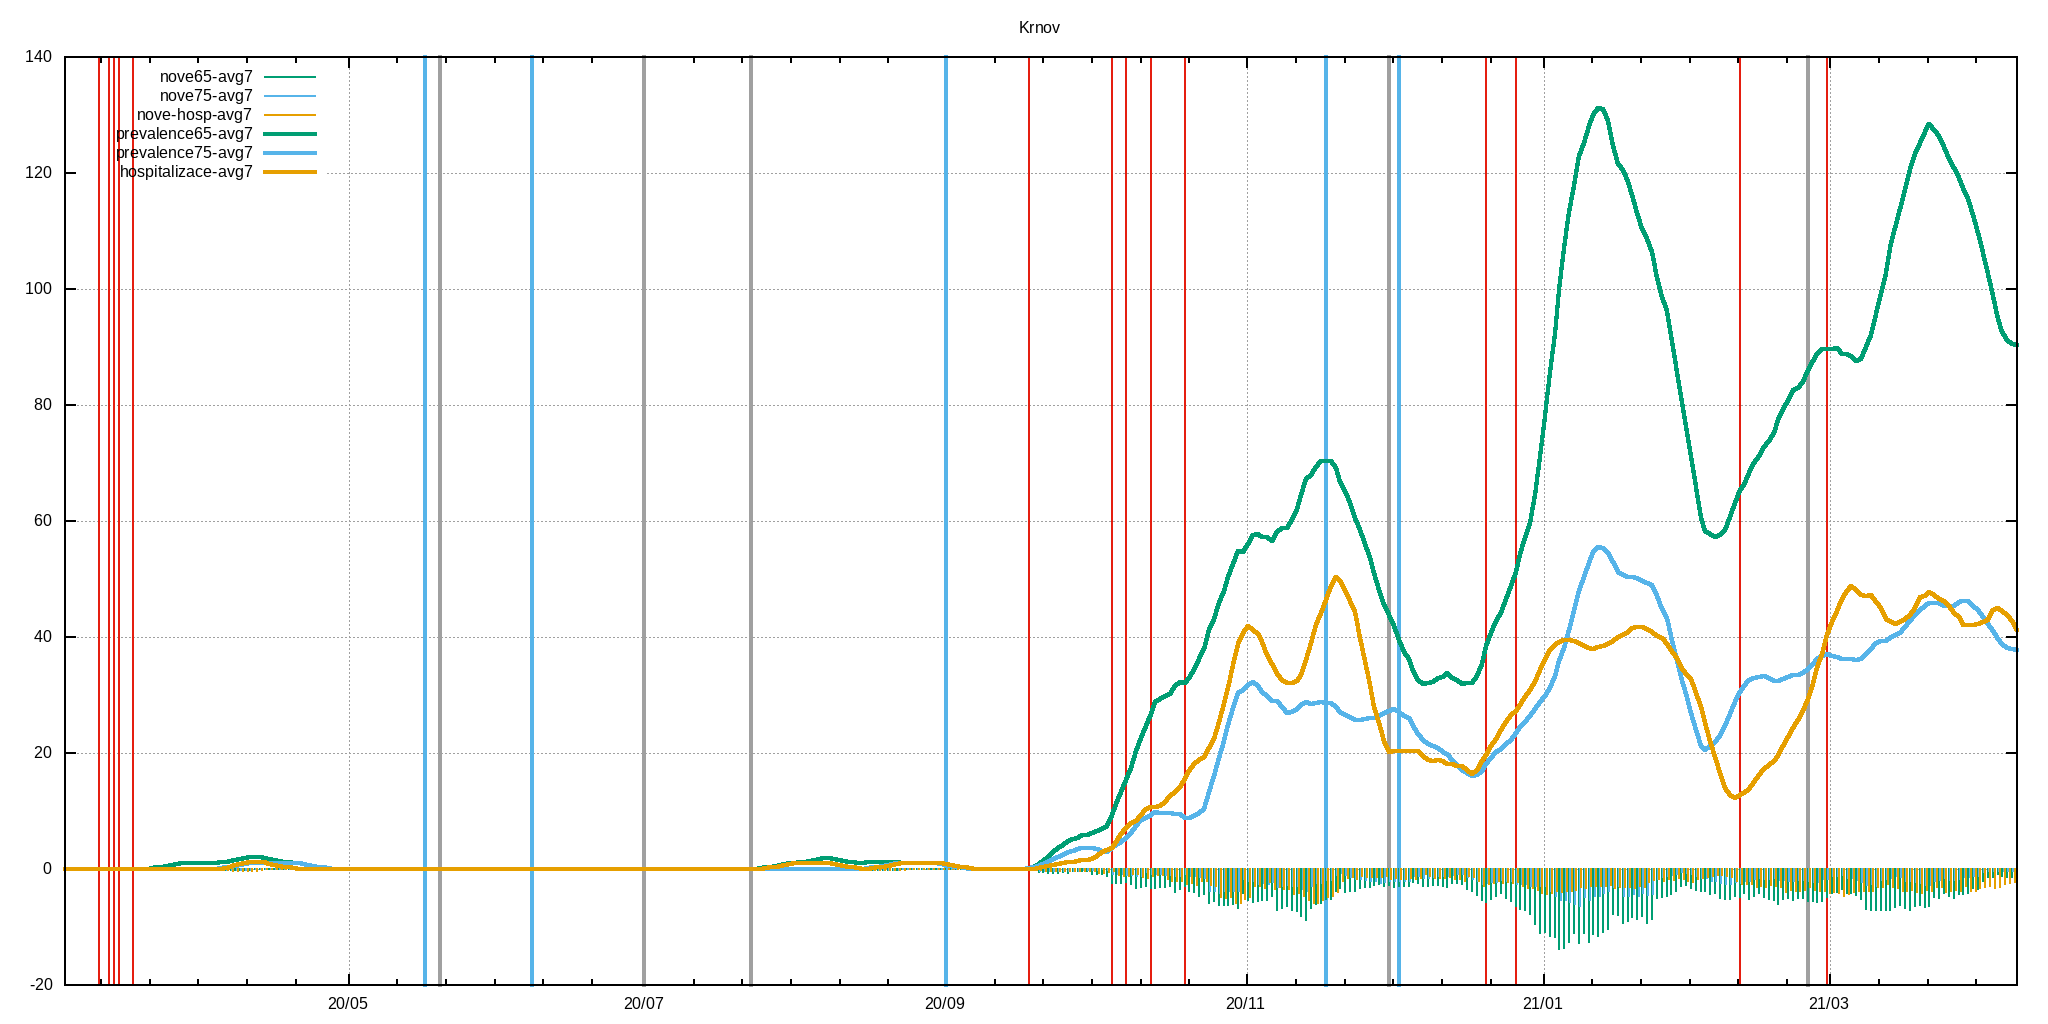 Krnov
140
120
100
80
60
40
20
0
-20
nove65-avg7
nove75-avg7
nove-hosp-avg7
prevalence65-avg7
prevalence75-avg7
hospitalizace-avg7
20/05
20/07
20/09
20/11
21/01
21/03